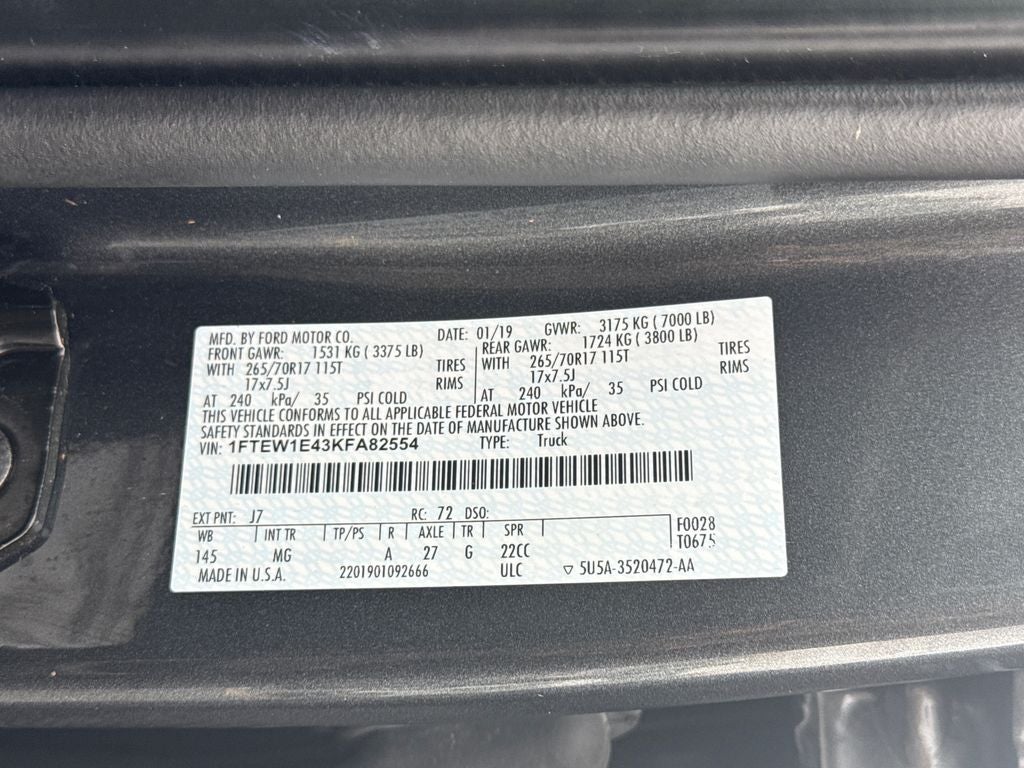 MFD. BY FORD MOTOR CO. DATE: 01/19 GVWR: 3175 KG ( 7000 LB)
FRONT GAWR: 1531 KG ( 3375 LB) REAR GAWR: 1724 KG ( 3800 LB)
WITH 265/70R17 115T TIRES WITH 265/70R17 115T TIRES
17x7.5J RIMS 17x7.5J RIMS
AT 240 kPa/ 35 PSI COLD AT 240 kPa/ 35 PSI COLD
THIS VEHICLE CONFORMS TO ALL APPLICABLE FEDERAL MOTOR VEHICLE
SAFETY STANDARDS IN EFFECT ON THE DATE OF MANUFACTURE SHOWN ABOVE.
VIN: 1FTEW1E43KFA82554 TYPE: Truck
EXT PNT: J7 RC: 72 DSO:
WB INT TR TP/PS R AXLE TR SPR F0028
145 MG A 27 G 22CC T0675
MADE IN U.S.A. 2201901092666 ULC ▽ SU5A-3520472-AA